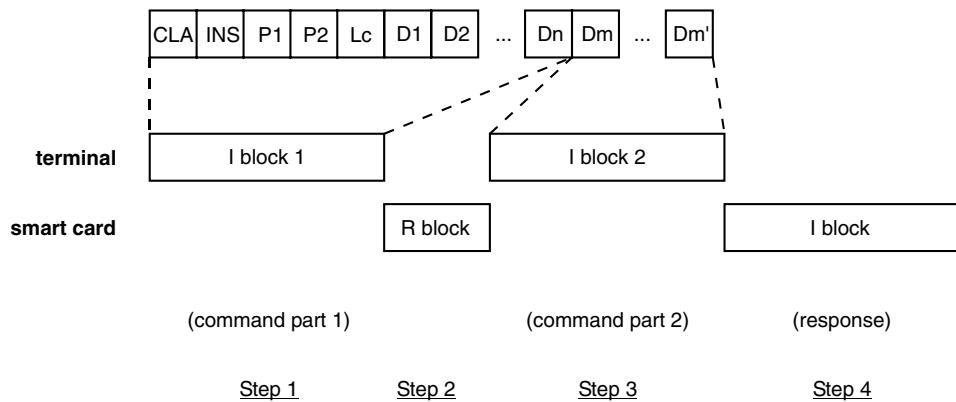 CLA INS P1 P2 Lc D1 D2 ... Dn Dm ... Dm'
terminal I block 1 I block 2
smart card R block I block
(command part 1) (command part 2) (response)
Step 1 Step 2 Step 3 Step 4